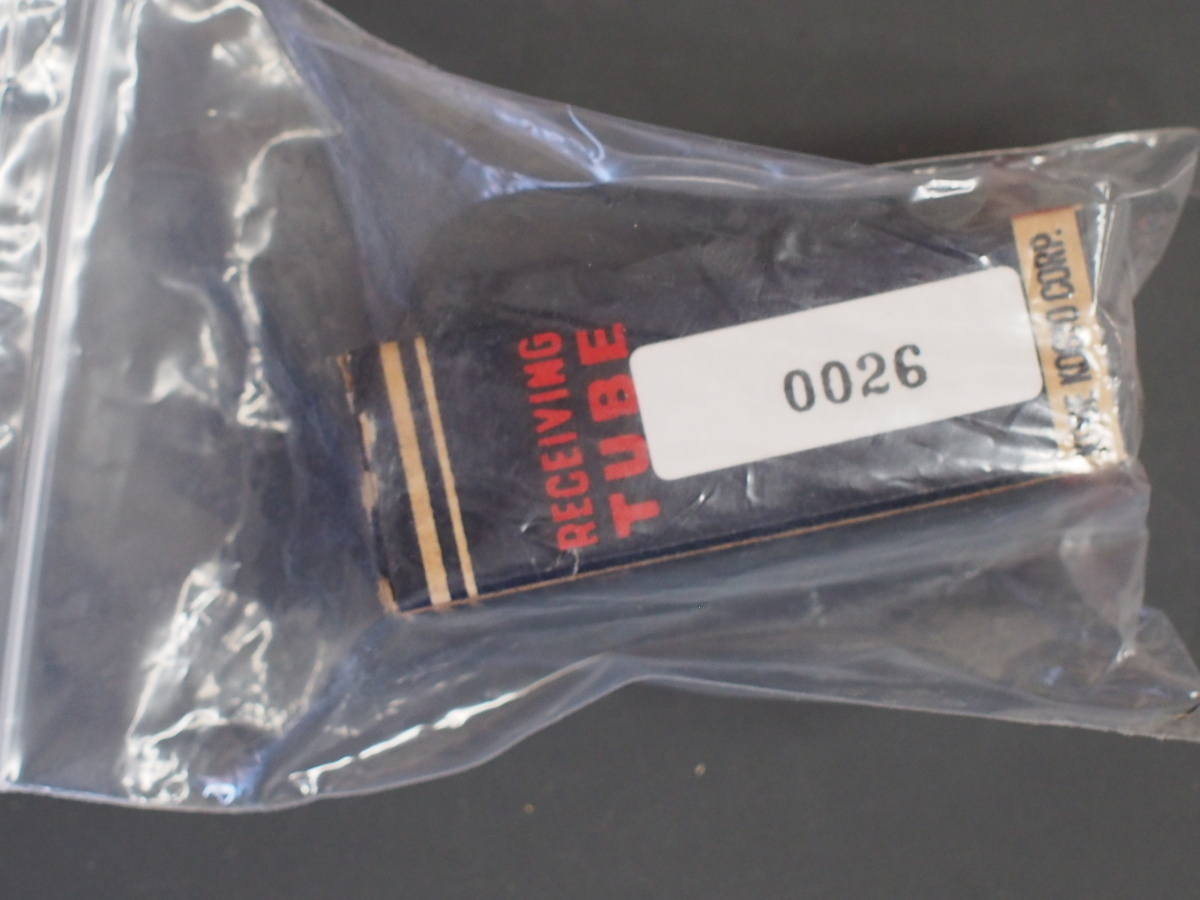 RECEIVING
TUBE
0026
CORP.